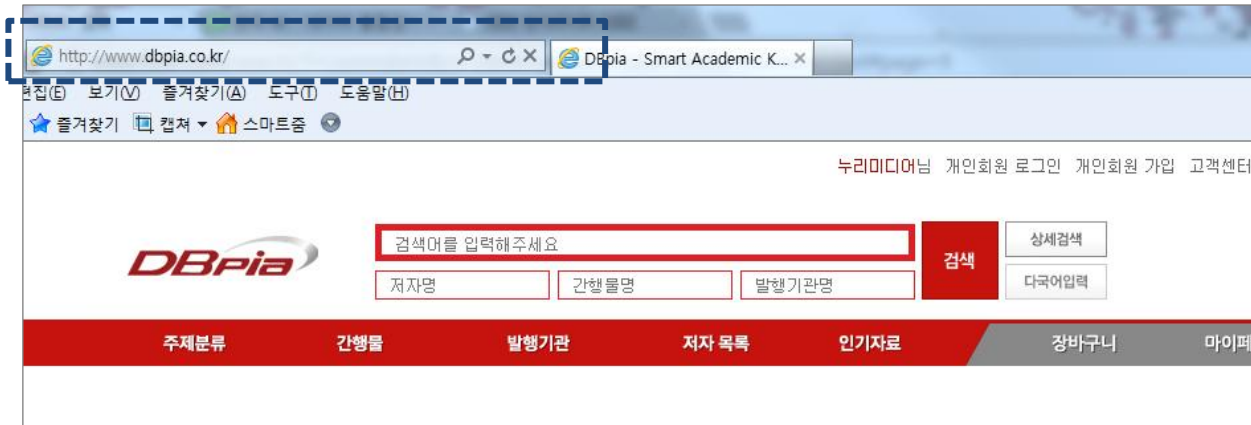 http://www.dbpia.co.kr/ DBpia - Smart Academic K...
편집(E) 보기(V) 즐겨찾기(A) 도구(T) 도움말(H)
즐겨찾기 캡쳐 스마트줌
누리미디어님 개인회원 로그인 개인회원 가입 고객센터
DBpia
검색어를 입력해주세요
저자명 간행물명 발행기관명
검색
상세검색
다국어입력
주제분류 간행물 발행기관 저자 목록 인기자료 장바구니 마이페